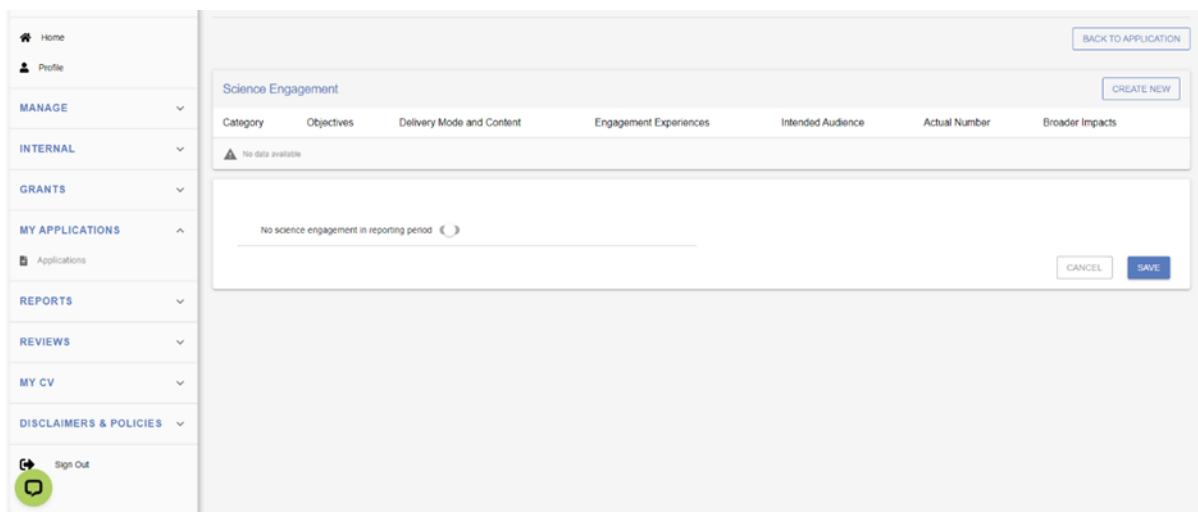 Home
Profile
MANAGE
INTERNAL
GRANTS
MY APPLICATIONS
Applications
REPORTS
REVIEWS
MY CV
DISCLAIMERS & POLICIES
Sign Out
BACK TO APPLICATION
Science Engagement
CREATE NEW
Category Objectives Delivery Mode and Content Engagement Experiences Intended Audience Actual Number Broader Impacts
No data available
No science engagement in reporting period
CANCEL SAVE